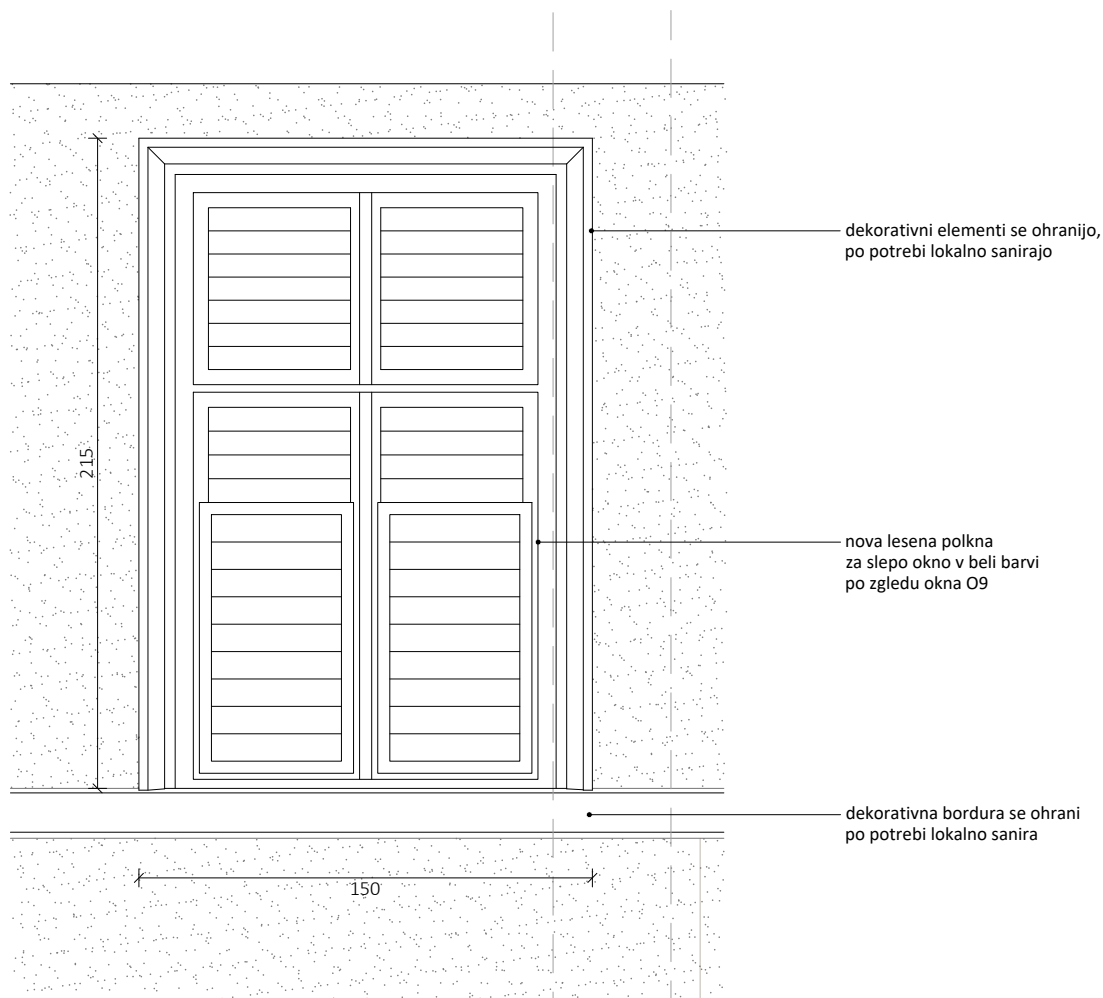 dekorativni elementi se ohranijo,
po potrebi lokalno sanirajo
215
nova lesena polkna
za slepo okno v beli barvi
po zgledu okna O9
dekorativna bordura se ohrani
po potrebi lokalno sanira
150